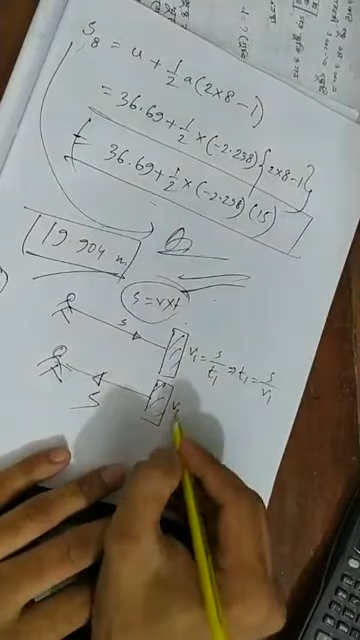 S₈ = u + 1/2 a(2×8-1)
= 36.69 + 1/2 × (-2.238) {2×8-1}
= 36.69 + 1/2 × (-2.238) (15)
19.904 m
S = v×t
S
v₁ = s/t₁ ⇒ t₁ = s/v₁
S
v